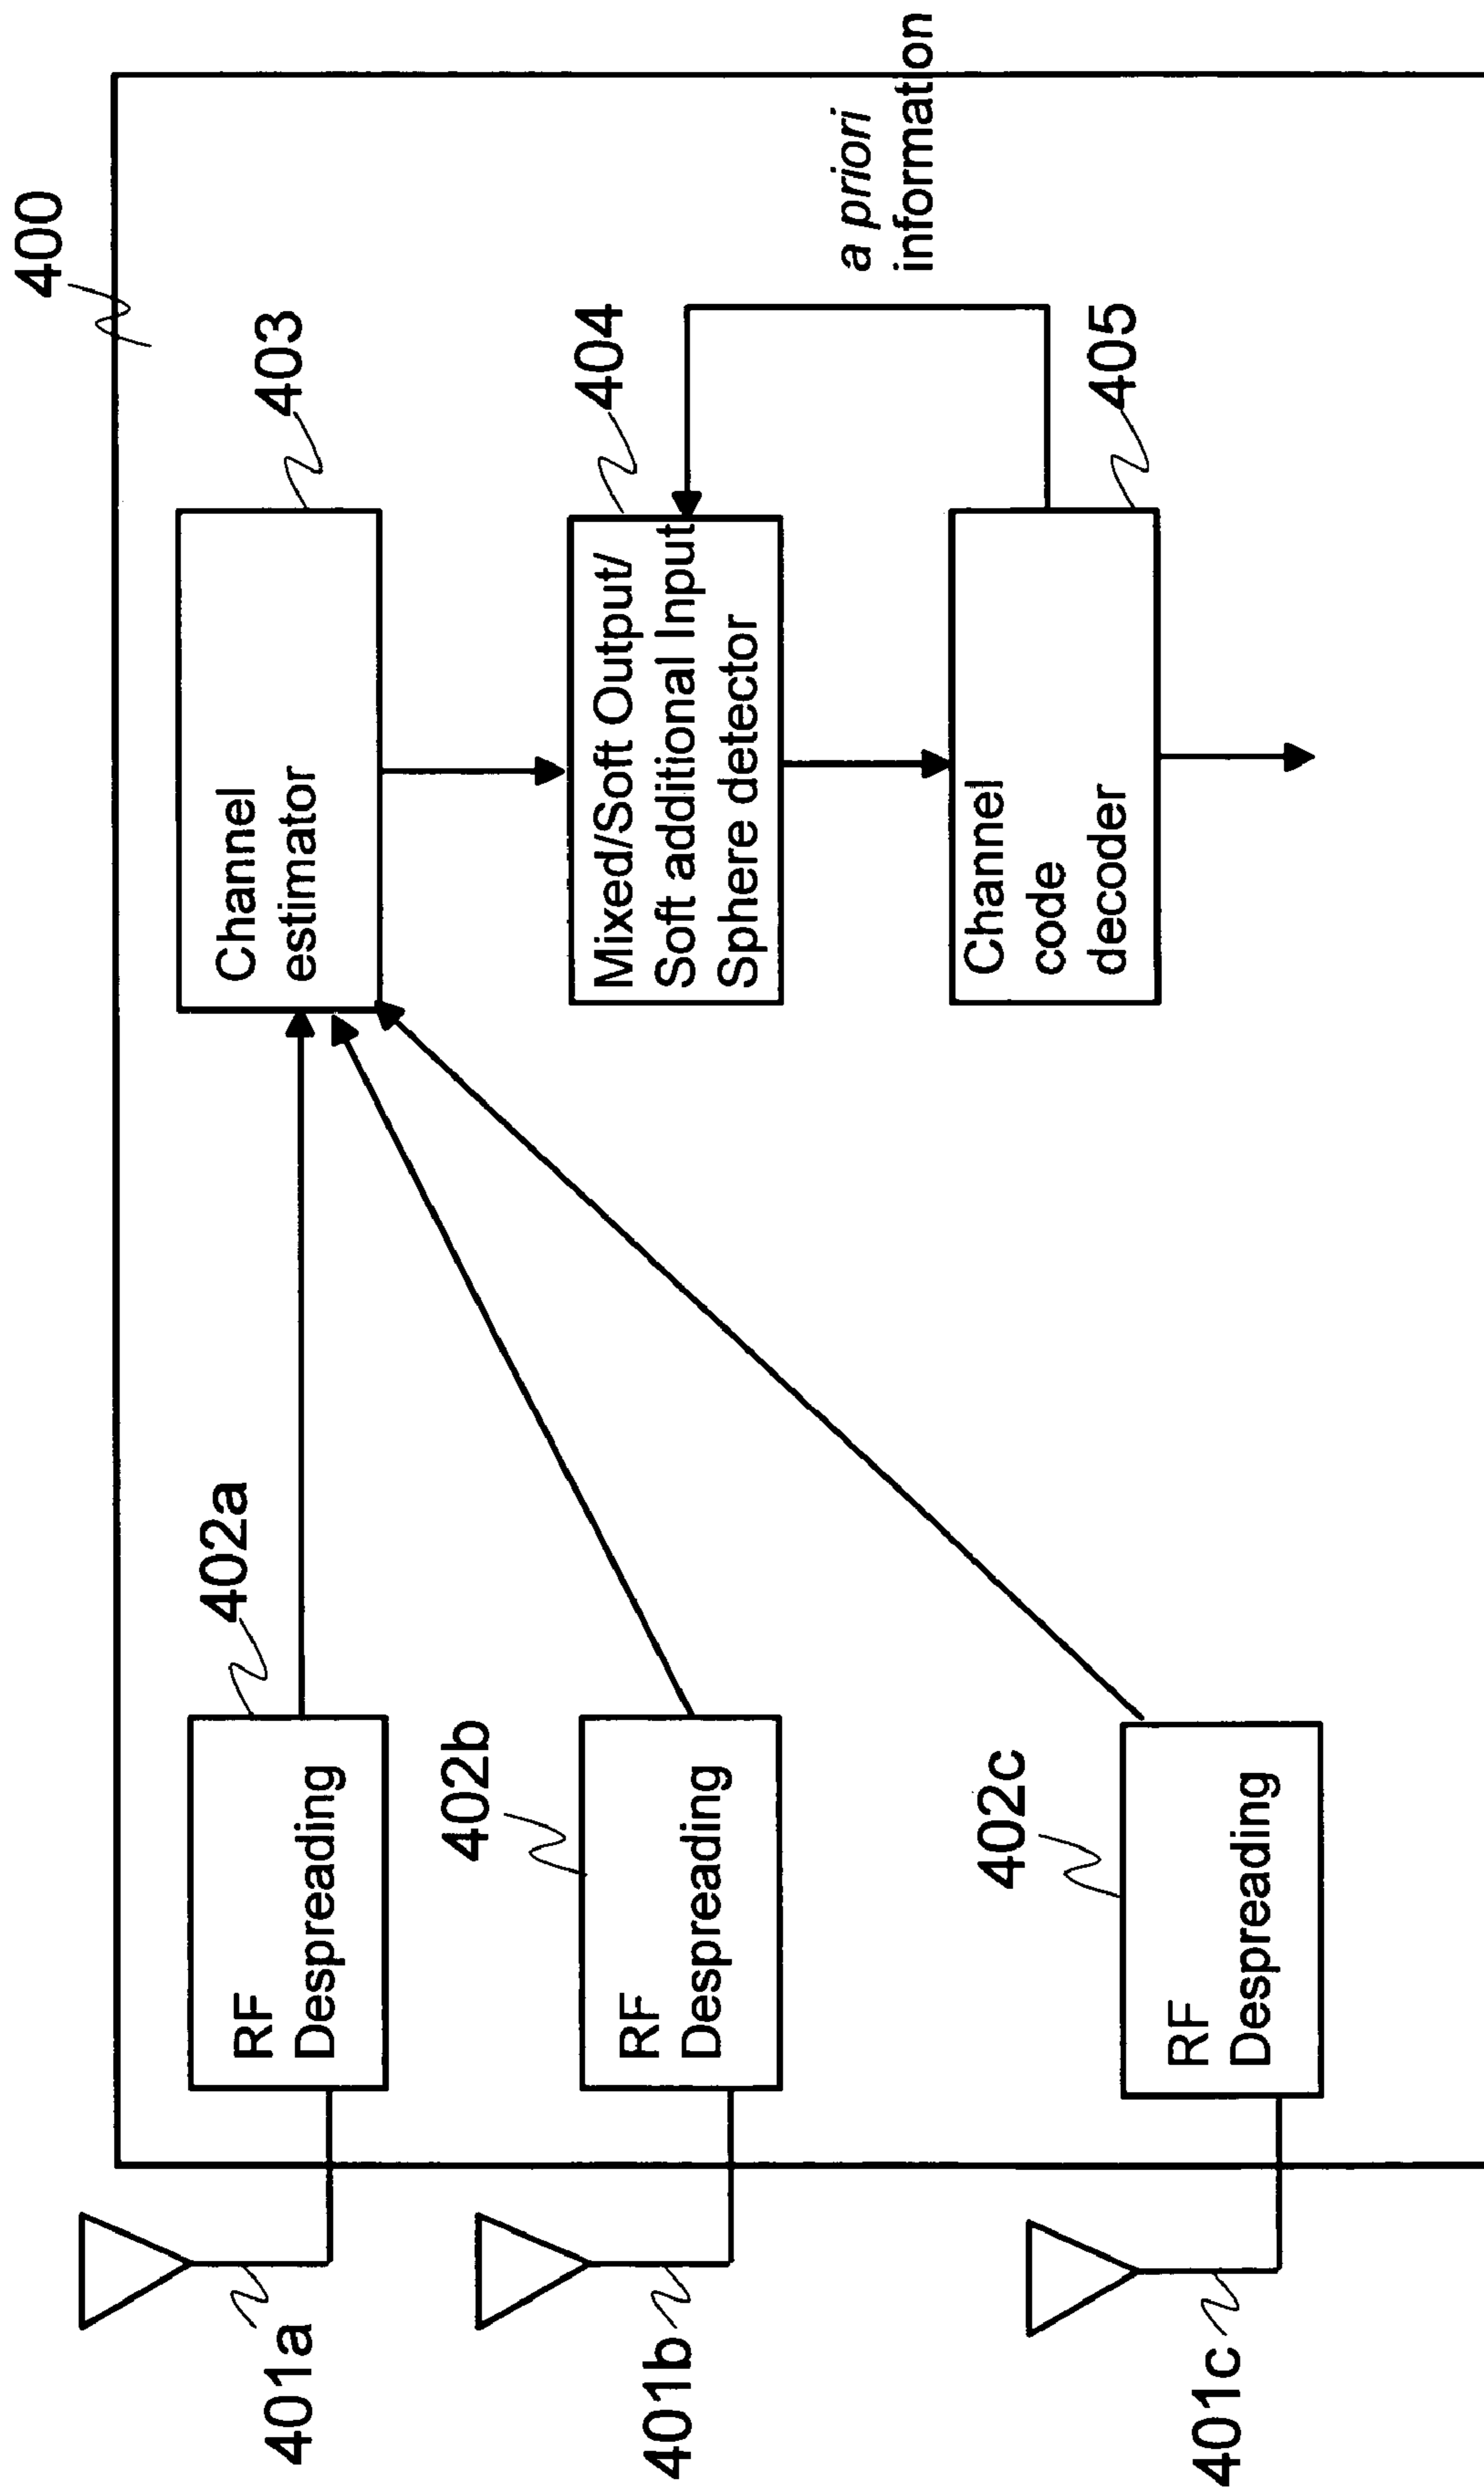 400
403
Channel
estimator
402a
RF
Despreading
401a
404
Mixed/Soft Output/
Soft additional Input
Sphere detector
a priori
information
402b
RF
Despreading
401b
405
Channel
code
decoder
402c
RF
Despreading
401c